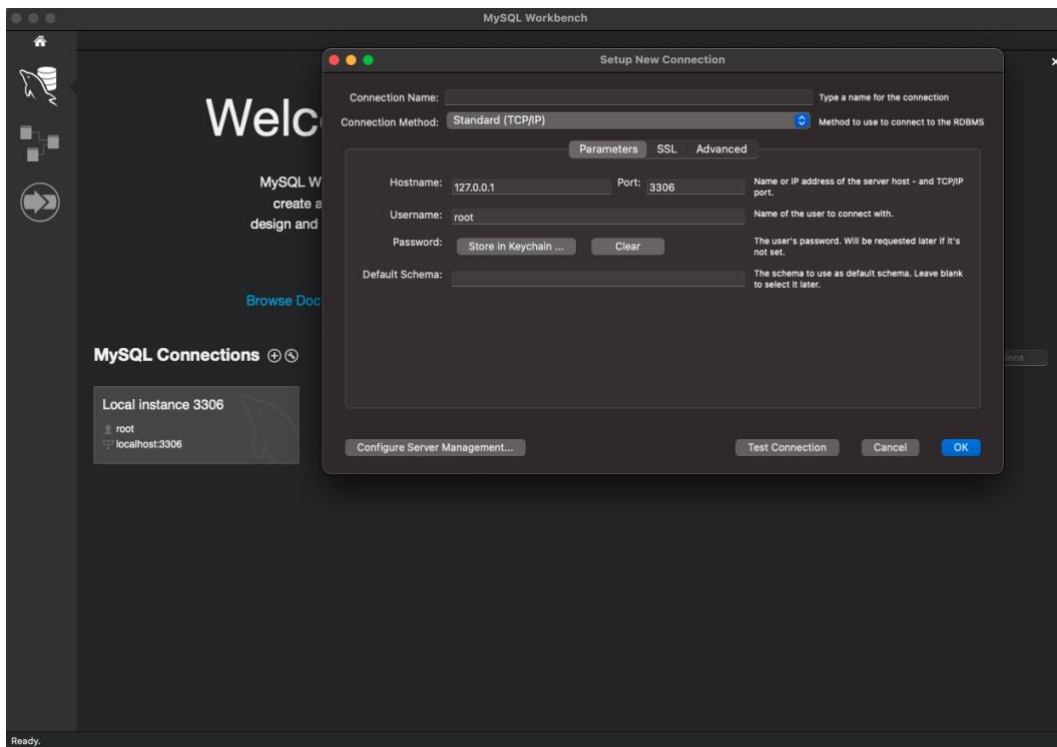 MySQL Workbench
Setup New Connection
Connection Name:
Type a name for the connection
Connection Method: Standard (TCP/IP)
Method to use to connect to the RDBMS
Parameters SSL Advanced
Hostname: 127.0.0.1 Port: 3306
Name or IP address of the server host - and TCP/IP
port.
Username: root
Name of the user to connect with.
Password: Store in Keychain ... Clear
The user's password. Will be requested later if it's
not set.
Default Schema:
The schema to use as default schema. Leave blank
to select it later.
Configure Server Management... Test Connection Cancel OK
Welc
MySQL W
create a
design and
Browse Doc
MySQL Connections
ions
Local instance 3306
root
localhost:3306
Ready.